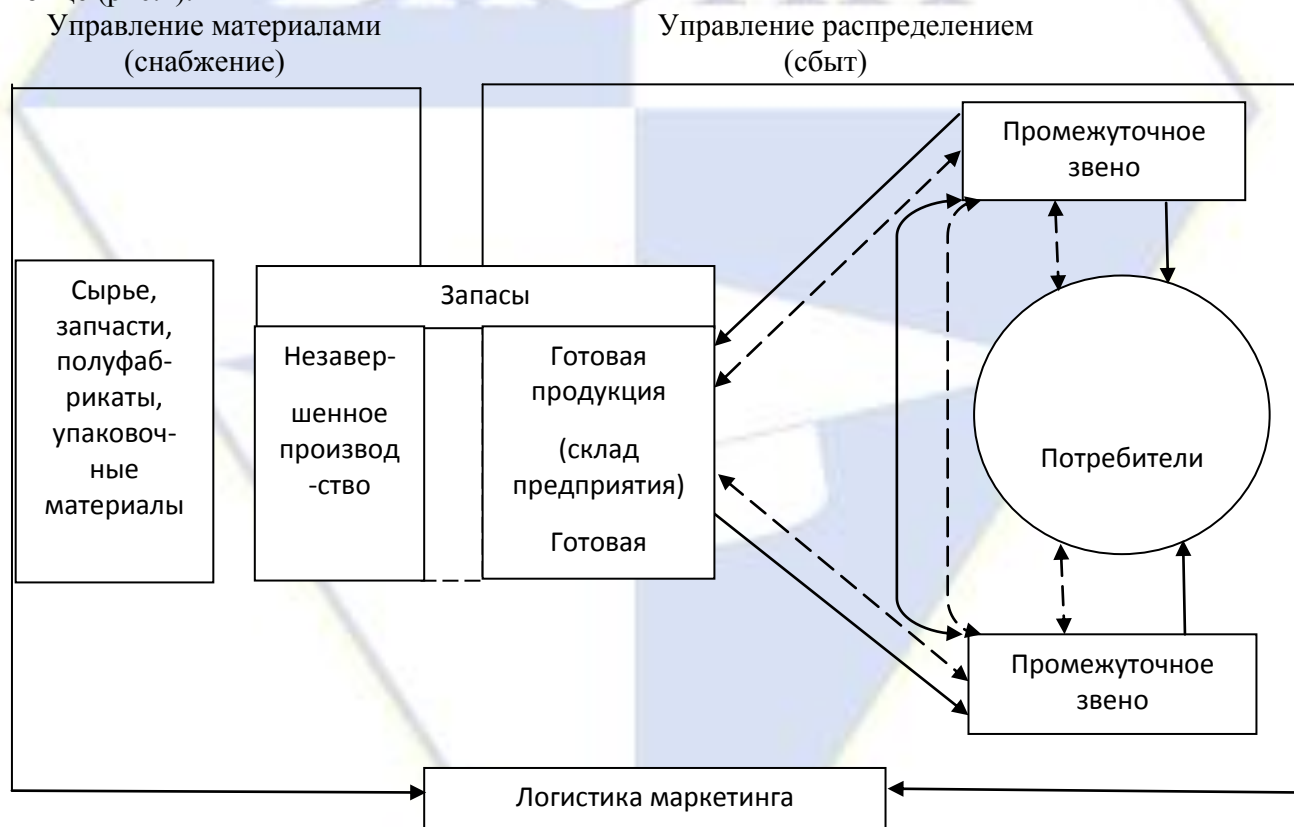 Управление материалами
(снабжение)
Управление распределением
(сбыт)
Промежуточное
звено
Сырье,
запчасти,
полуфаб-
рикаты,
упаковоч-
ные
материалы
Запасы
Незавер-
шенное
производ
-ство
Готовая
продукция
(склад
предприятия)
Готовая
Потребители
Промежуточное
звено
Логистика маркетинга